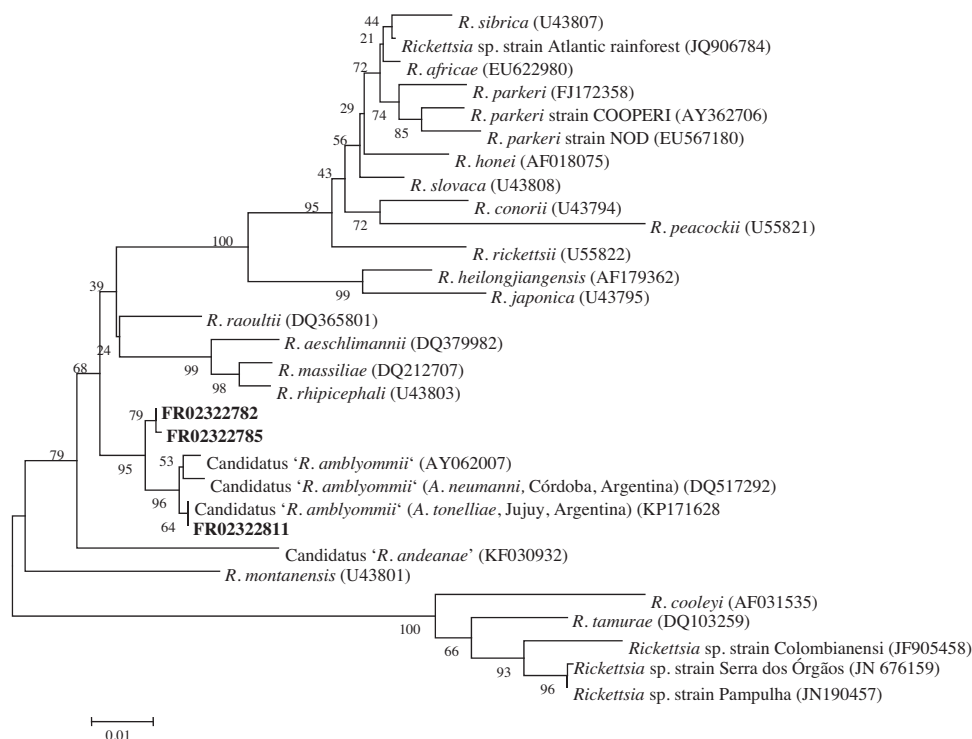 44
R. sibrica (U43807)
21
Rickettsia sp. strain Atlantic rainforest (JQ906784)
72
R. africae (EU622980)
R. parkeri (FJ172358)
29
74
R. parkeri strain COOPERI (AY362706)
85
R. parkeri strain NOD (EU567180)
56
R. honei (AF018075)
43
R. slovaca (U43808)
95
R. conorii (U43794)
72
R. peacockii (U55821)
100
R. rickettsii (U55822)
R. heilongjiangensis (AF179362)
39
99
R. japonica (U43795)
R. raoultii (DQ365801)
24
R. aeschlimannii (DQ379982)
68
99
R. massiliae (DQ212707)
98
R. rhipicephali (U43803)
79
FR02322782
FR02322785
79
95
53
Candidatus ‘R. amblyommii‘ (AY062007)
Candidatus ‘R. amblyommii‘ (A. neumanni, Córdoba, Argentina) (DQ517292)
96
Candidatus ‘R. amblyommii‘ (A. tonelliae, Jujuy, Argentina) (KP171628
64
FR02322811
Candidatus ‘R. andeanae’ (KF030932)
R. montanensis (U43801)
R. cooleyi (AF031535)
100
R. tamurae (DQ103259)
66
Rickettsia sp. strain Colombianensi (JF905458)
93
Rickettsia sp. strain Serra dos Órgãos (JN 676159)
96
Rickettsia sp. strain Pampulha (JN190457)
0.01